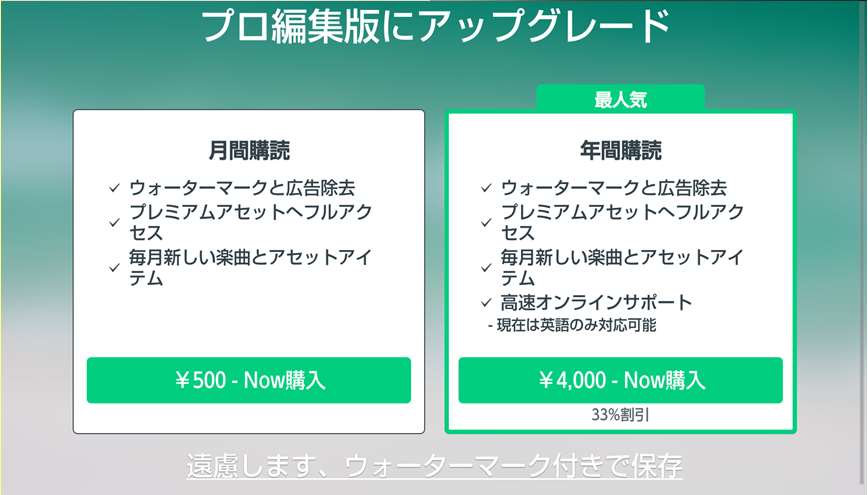 プロ編集版にアップグレード
最人気
月間購読
ウォーターマークと広告除去
プレミアムアセットへフルアク
セス
毎月新しい楽曲とアセットアイ
テム
¥500 - Now購入
年間購読
ウォーターマークと広告除去
プレミアムアセットへフルアク
セス
毎月新しい楽曲とアセットアイ
テム
高速オンラインサポート
- 現在は英語のみ対応可能
¥4,000 - Now購入
33%割引
遠慮します、ウォーターマーク付きで保存